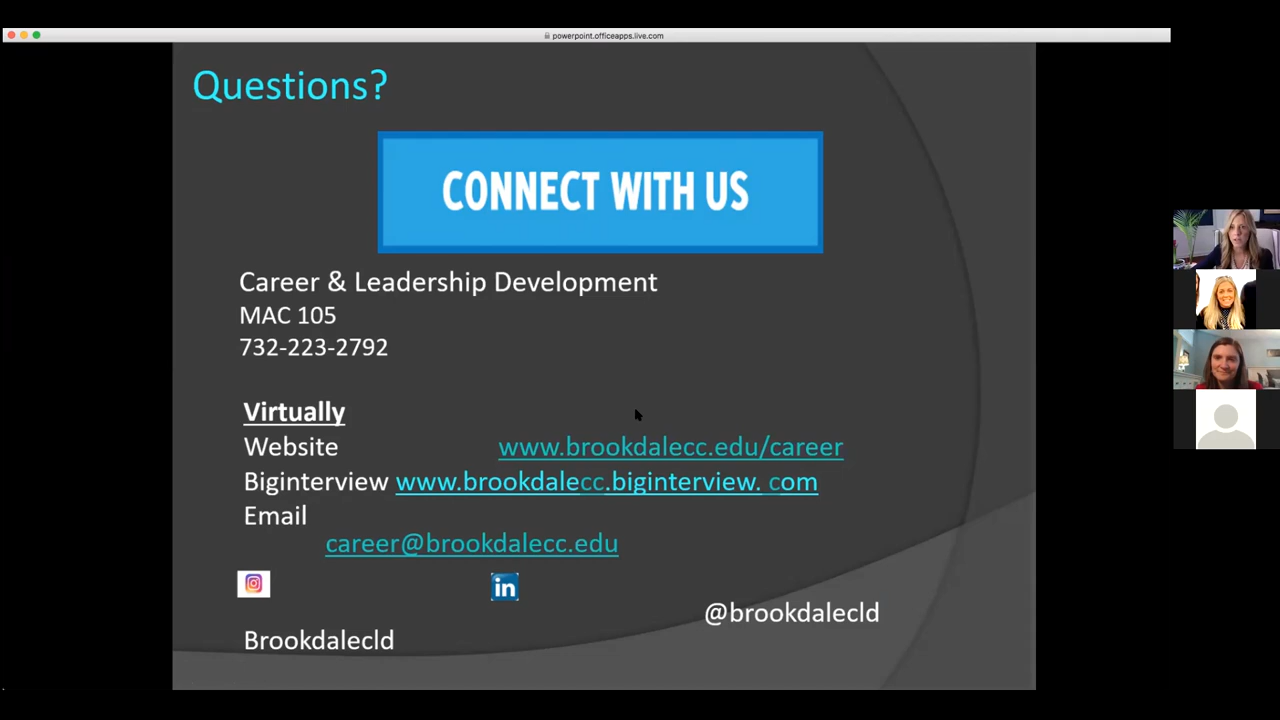 powerpoint.officeapps.live.com
Questions?
CONNECT WITH US
Career & Leadership Development
MAC 105
732-223-2792
Virtually
Website www.brookdalecc.edu/career
Biginterview www.brookdalecc.biginterview. com
Email
career@brookdalecc.edu
in
@brookdalecld
Brookdalecld